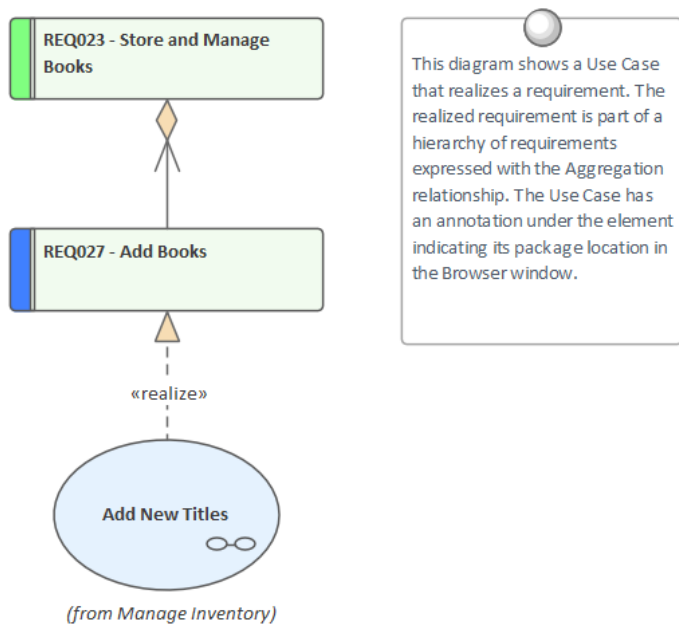 REQ023 - Store and Manage
Books
REQ027 - Add Books
«realize»
Add New Titles
(from Manage Inventory)
This diagram shows a Use Case
that realizes a requirement. The
realized requirement is part of a
hierarchy of requirements
expressed with the Aggregation
relationship. The Use Case has
an annotation under the element
indicating its package location in
the Browser window.